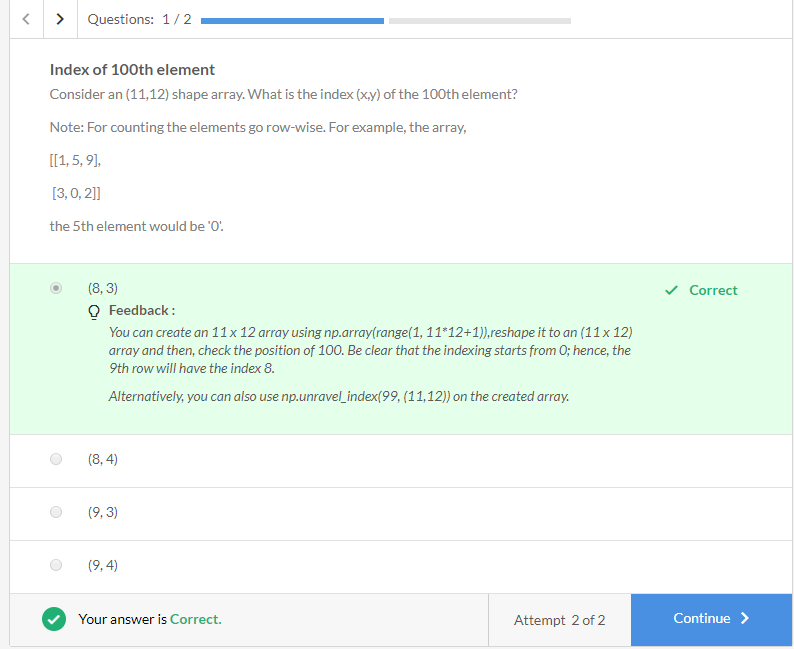 Questions: 1 / 2
Index of 100th element
Consider an (11,12) shape array. What is the index (x,y) of the 100th element?
Note: For counting the elements go row-wise. For example, the array,
[[1, 5, 9],
[3, 0, 2]]
the 5th element would be '0'.
(8, 3)
Correct
Feedback :
You can create an 11 x 12 array using np.array(range(1, 11*12+1)),reshape it to an (11 x 12)
array and then, check the position of 100. Be clear that the indexing starts from 0; hence, the
9th row will have the index 8.
Alternatively, you can also use np.unravel_index(99, (11,12)) on the created array.
(8, 4)
(9, 3)
(9, 4)
Your answer is Correct.
Attempt 2 of 2
Continue